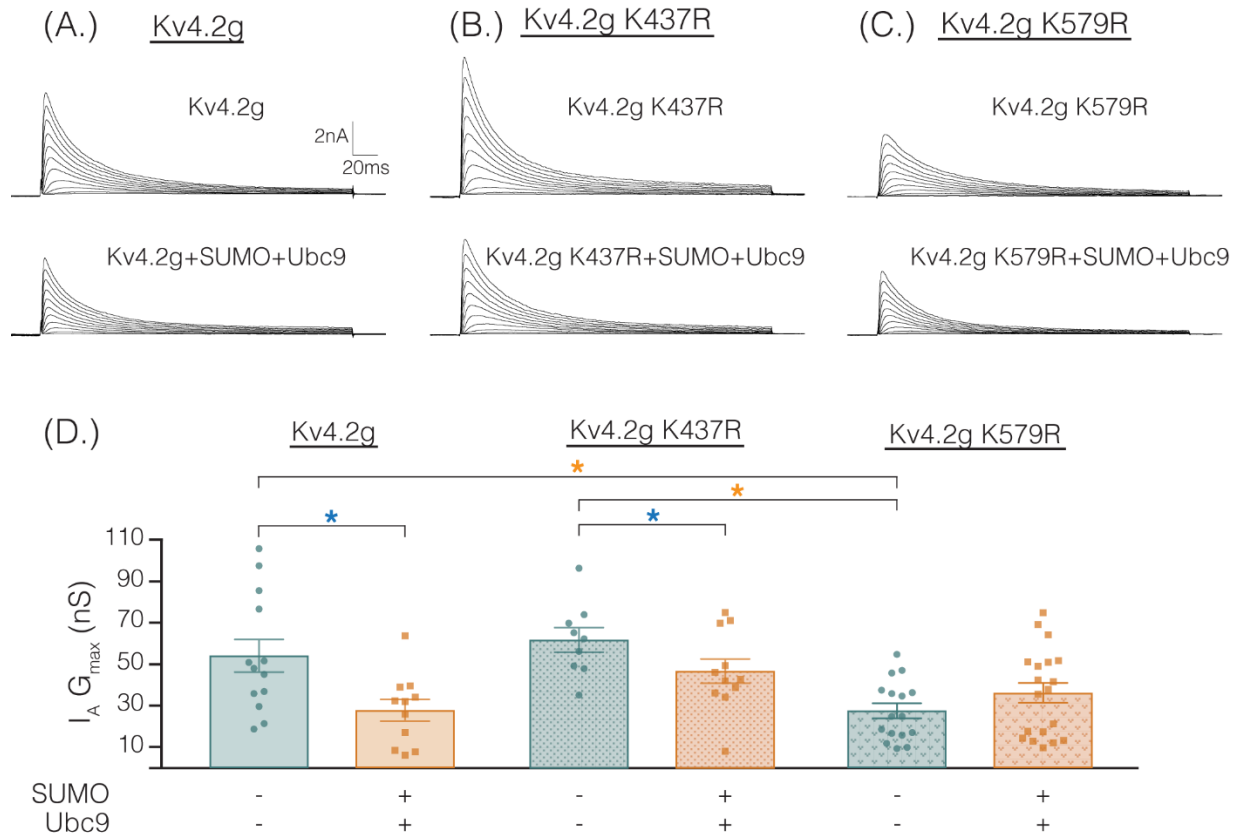 (A.) Kv4.2g (B.) Kv4.2g K437R (C.) Kv4.2g K579R
Kv4.2g Kv4.2g K437R Kv4.2g K579R
2nA
20ms
Kv4.2g+SUMO+Ubc9 Kv4.2g K437R+SUMO+Ubc9 Kv4.2g K579R+SUMO+Ubc9
(D.) Kv4.2g Kv4.2g K437R Kv4.2g K579R
*
*
* *
110
90
70
50
30
10
I_A G_max (nS)
SUMO - + - + - +
Ubc9 - + - + - +